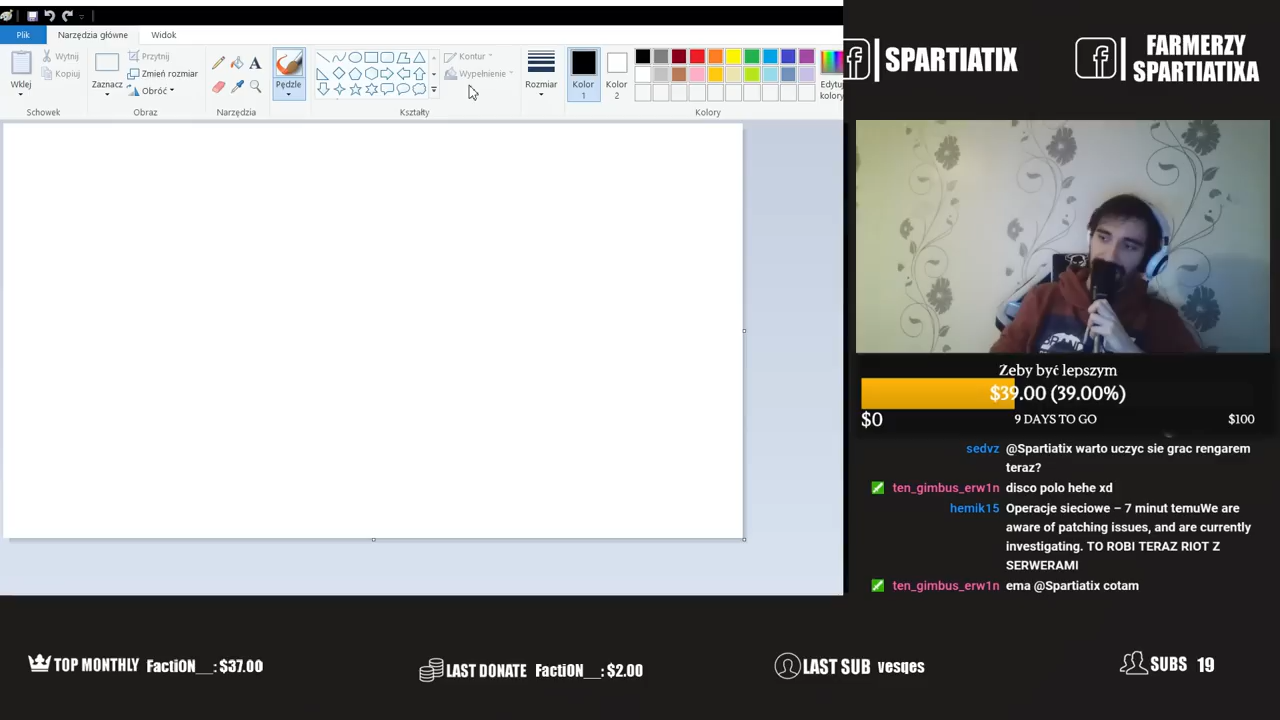 SPARTIATIX
FARMERZY
SPARTIATIXA
Plik
Narzędzia główne
Widok
Wklej
Wytnij
Kopiuj
Zaznacz
Przytnij
Zmień rozmiar
Obróć
Pędzle
Kontur
Wypełnienie
Rozmiar
Kolor
1
Kolor
2
Edytuj
kolory
Schowek
Obraz
Narzędzia
Kształty
Kolory
Żeby być lepszym
$39.00 (39.00%)
$0
9 DAYS TO GO
$100
sedvz @Spartiatix warto uczyc sie grac rengarem
teraz?
ten_gimbus_erw1n disco polo hehe xd
hemik15 Operacje sieciowe – 7 minut temuWe are
aware of patching issues, and are currently
investigating. TO ROBI TERAZ RIOT Z
SERWERAMI
ten_gimbus_erw1n ema @Spartiatix cotam
TOP MONTHLY FactiON__: $37.00
LAST DONATE FactiON__: $2.00
LAST SUB vesqes
SUBS 19